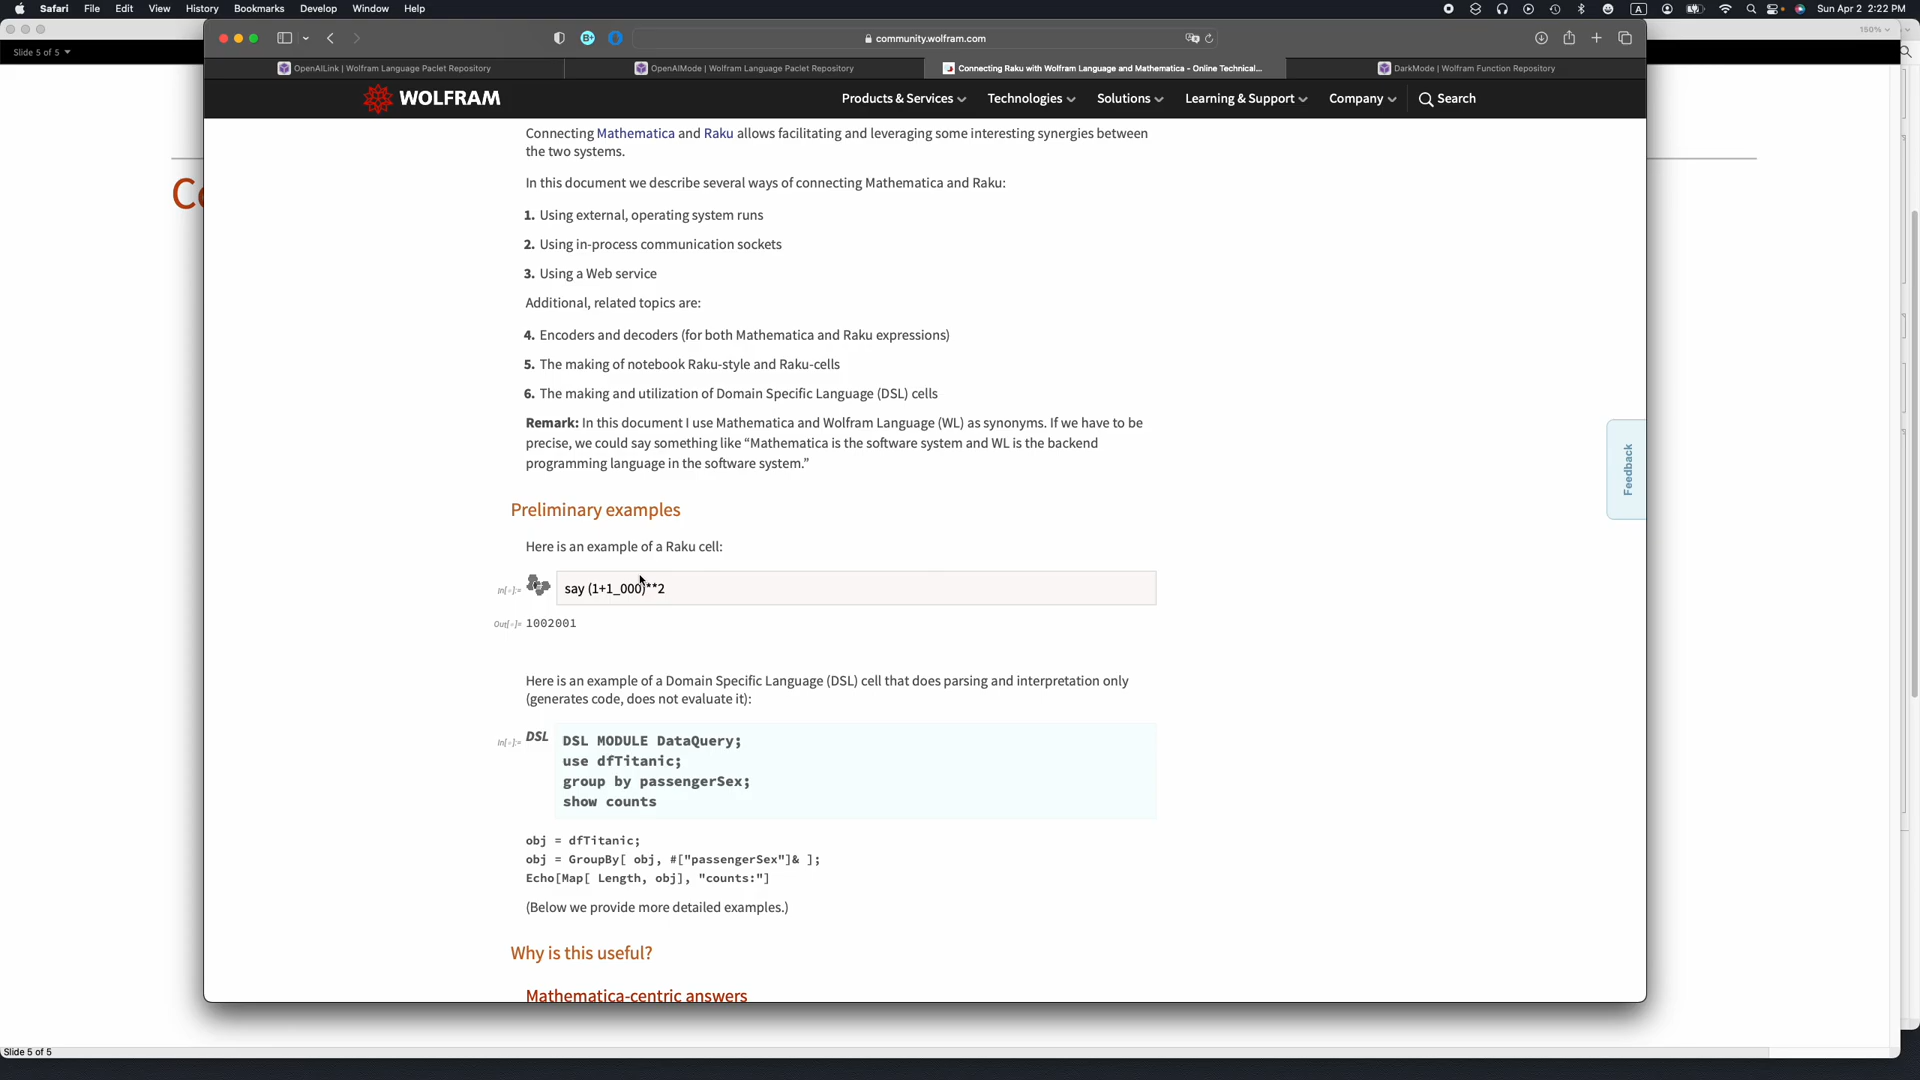 Safari File Edit View History Bookmarks Develop Window Help
A
Sun Apr 2 2:22 PM
150%
Slide 5 of 5
community.wolfram.com
OpenAILink | Wolfram Language Paclet Repository
OpenAIMode | Wolfram Language Paclet Repository
Connecting Raku with Wolfram Language and Mathematica - Online Technical...
DarkMode | Wolfram Function Repository
WOLFRAM
Products & Services
Technologies
Solutions
Learning & Support
Company
Search
Connecting Mathematica and Raku allows facilitating and leveraging some interesting synergies between
the two systems.
In this document we describe several ways of connecting Mathematica and Raku:
1. Using external, operating system runs
2. Using in-process communication sockets
3. Using a Web service
Additional, related topics are:
4. Encoders and decoders (for both Mathematica and Raku expressions)
5. The making of notebook Raku-style and Raku-cells
6. The making and utilization of Domain Specific Language (DSL) cells
Remark: In this document I use Mathematica and Wolfram Language (WL) as synonyms. If we have to be
precise, we could say something like “Mathematica is the software system and WL is the backend
programming language in the software system.”
Feedback
Preliminary examples
Here is an example of a Raku cell:
In[◦]:= say (1+1_000)**2
Out[◦]= 1002001
Here is an example of a Domain Specific Language (DSL) cell that does parsing and interpretation only
(generates code, does not evaluate it):
In[◦]:= DSL DSL MODULE DataQuery;
use dfTitanic;
group by passengerSex;
show counts
obj = dfTitanic;
obj = GroupBy[ obj, #["passengerSex"]& ];
Echo[Map[ Length, obj], "counts:"]
(Below we provide more detailed examples.)
Why is this useful?
Mathematica-centric answers
Slide 5 of 5